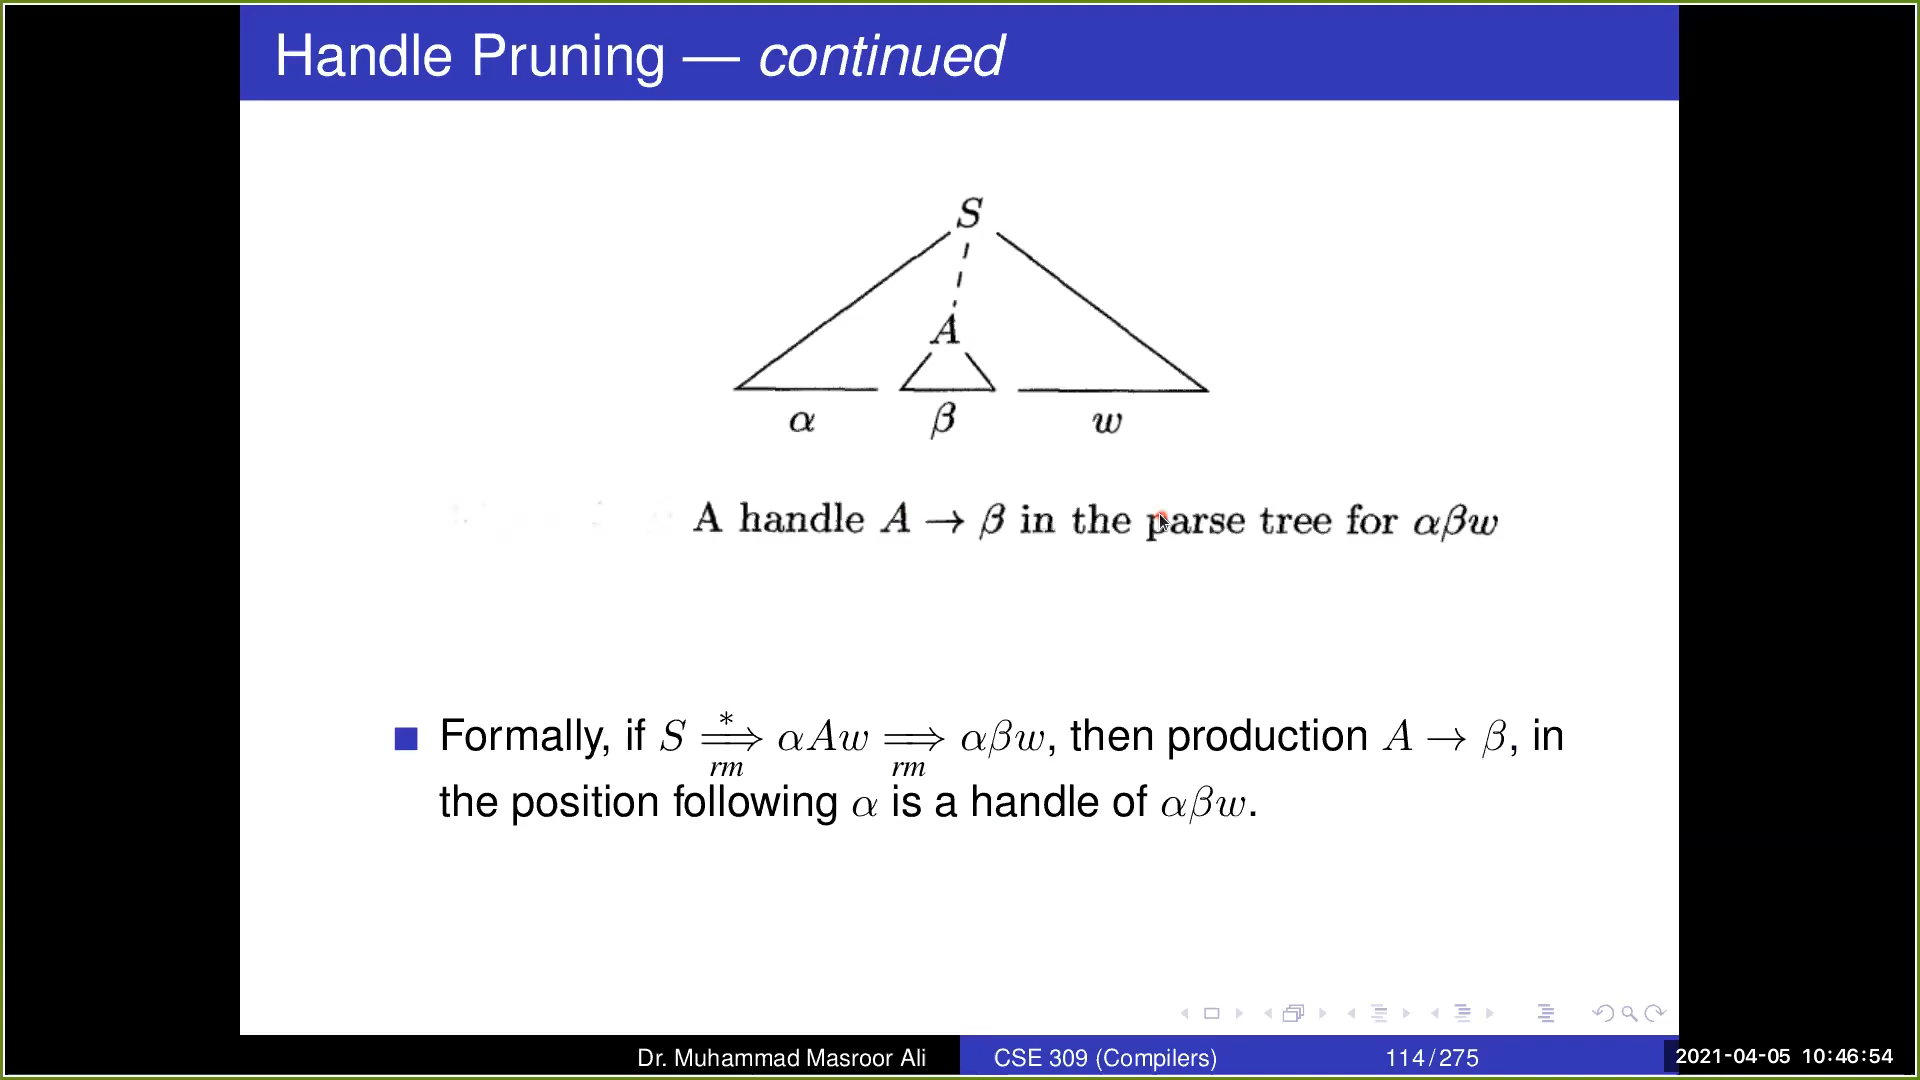 Handle Pruning — continued
S
A
α β w
A handle A → β in the parse tree for αβw
Formally, if S *⟹rm αAw ⟹rm αβw, then production A → β, in
the position following α is a handle of αβw.
Dr. Muhammad Masroor Ali CSE 309 (Compilers) 114/275 2021-04-05 10:46:54